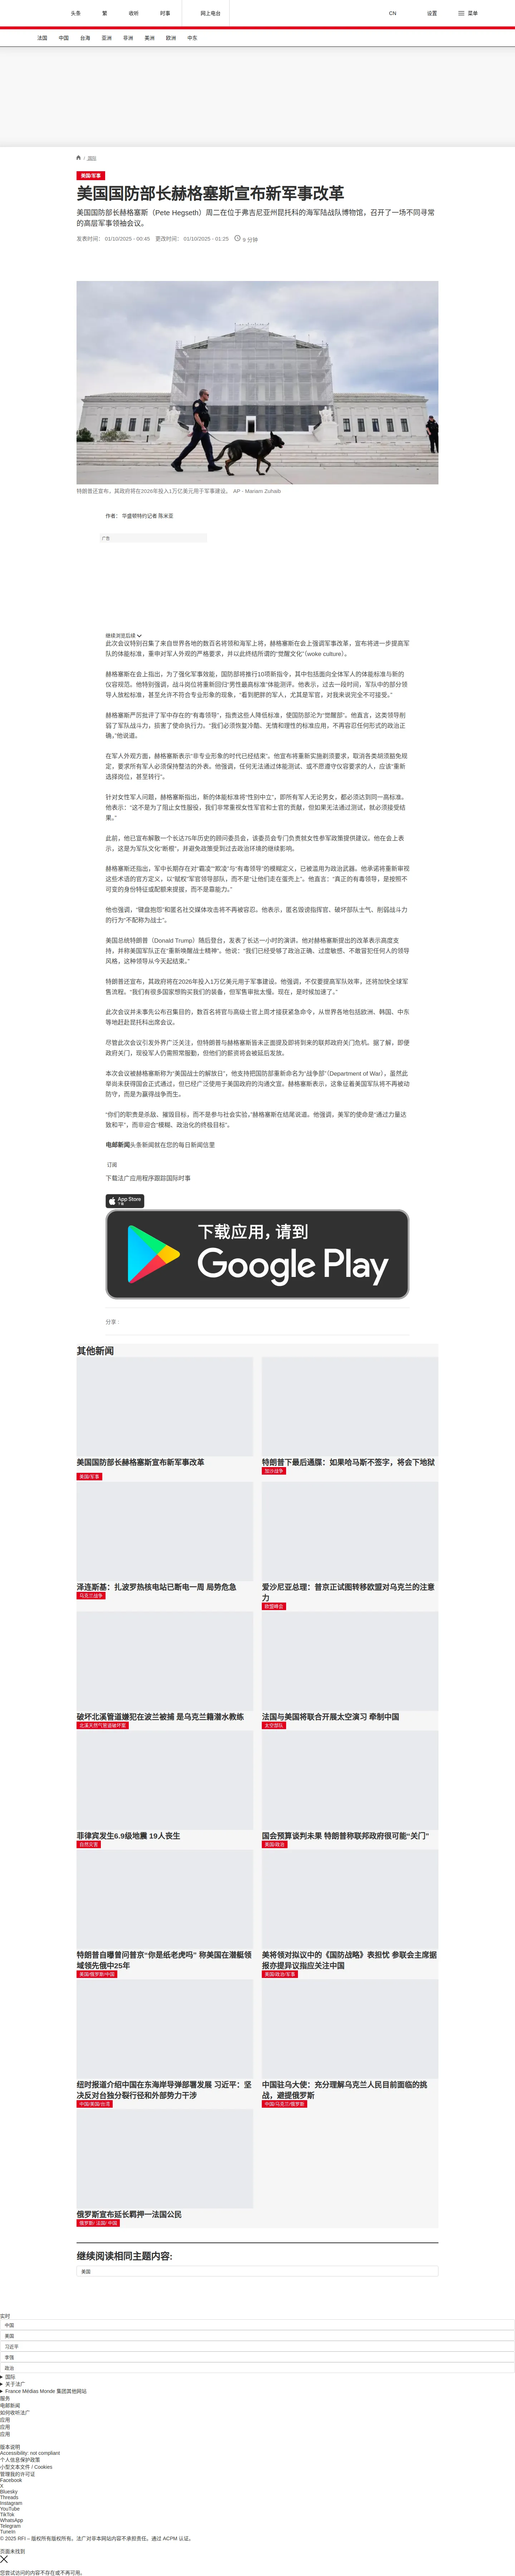 头条
繁
收听
时事
网上电台
CN
设置
菜单
法国
中国
台海
亚洲
非洲
美洲
欧洲
中东
/ 国际
美国/军事
美国国防部长赫格塞斯宣布新军事改革
美国国防部长赫格塞斯（Pete Hegseth）周二在位于弗吉尼亚州昆托科的海军陆战队博物馆，召开了一场不同寻常
的高层军事领袖会议。
发表时间： 01/10/2025 - 00:45 更改时间： 01/10/2025 - 01:25 9 分钟
特朗普还宣布，其政府将在2026年投入1万亿美元用于军事建设。 AP - Mariam Zuhaib
作者： 华盛顿特约记者 陈米亚
广告
继续浏览后续
此次会议特别召集了来自世界各地的数百名将领和海军上将，赫格塞斯在会上强调军事改革，宣布将进一步提高军
队的体能标准，重申对军人外观的严格要求，并以此终结所谓的“觉醒文化”（woke culture）。
赫格塞斯在会上指出，为了强化军事效能，国防部将推行10项新指令，其中包括面向全体军人的体能标准与新的
仪容规范。他特别强调，战斗岗位将重新回归“男性最高标准”体能测评。他表示，过去一段时间，军队中的部分领
导人放松标准，甚至允许不符合专业形象的现象，“看到肥胖的军人，尤其是军官，对我来说完全不可接受。”
赫格塞斯严厉批评了军中存在的“有毒领导”，指责这些人降低标准，使国防部沦为“觉醒部”。他直言，这类领导削
弱了军队战斗力，损害了使命执行力。“我们必须恢复冷酷、无情和理性的标准应用，不再容忍任何形式的政治正
确。”他说道。
在军人外观方面，赫格塞斯表示“非专业形象的时代已经结束”，他宣布将重新实施剃须要求，取消各类胡须豁免规
定，要求所有军人必须保持整洁的外表。他强调，任何无法通过体能测试、或不愿遵守仪容要求的人，应该“重新
选择岗位，甚至转行”。
针对女性军人问题，赫格塞斯指出，新的体能标准将“性别中立”，即所有军人无论男女，都必须达到同一高标准。
他表示：“这不是为了阻止女性服役，我们非常重视女性军官和士官的贡献，但如果无法通过测试，就必须接受结
果。”
此前，他已宣布解散一个长达75年历史的顾问委员会，该委员会专门负责就女性参军政策提供建议。他在会上表
示，这是为军队文化“断根”，并避免政策受到过去政治环境的继续影响。
赫格塞斯还指出，军中长期存在对“霸凌”“欺凌”与“有毒领导”的模糊定义，已被滥用为政治武器。他承诺将重新审视
这些术语的官方定义，以“赋权”军官领导部队，而不是“让他们走在蛋壳上”。他直言：“真正的有毒领导，是按照不
可变的身份特征或配额来提拔，而不是靠能力。”
他也强调，“键盘抱怨”和匿名社交媒体攻击将不再被容忍。他表示，匿名毁谤指挥官、破坏部队士气、削弱战斗力
的行为“不配称为战士”。
美国总统特朗普（Donald Trump）随后登台，发表了长达一小时的演讲。他对赫格塞斯提出的改革表示高度支
持，并称美国军队正在“重新唤醒战士精神”。他说：“我们已经受够了政治正确、过度敏感、不敢冒犯任何人的领导
风格，这种领导从今天起结束。”
特朗普还宣布，其政府将在2026年投入1万亿美元用于军事建设。他强调，不仅要提高军队效率，还将加快全球军
售流程。“我们有很多国家想购买我们的装备，但军售审批太慢。现在，是时候加速了。”
此次会议并未事先公布召集目的，数百名将官与高级士官上周才接获紧急命令，从世界各地包括欧洲、韩国、中东
等地赶赴昆托科出席会议。
尽管此次会议引发外界广泛关注，但特朗普与赫格塞斯皆未正面提及即将到来的联邦政府关门危机。据了解，即便
政府关门，现役军人仍需照常服勤，但他们的薪资将会被延后发放。
本次会议被赫格塞斯称为“美国战士的解放日”，他支持把国防部重新命名为“战争部”（Department of War），虽然此
举尚未获得国会正式通过，但已经广泛使用于美国政府的沟通文宣。赫格塞斯表示，这象征着美国军队将不再被动
防守，而是为赢得战争而生。
“你们的职责是杀敌、摧毁目标，而不是参与社会实验。”赫格塞斯在结尾说道。他强调，美军的使命是“通过力量达
致和平”，而非迎合“模糊、政治化的终极目标”。
电邮新闻头条新闻就在您的每日新闻信里
订阅
下载法广应用程序跟踪国际时事
App Store
下载
下载应用，请到
Google Play
分享 :
其他新闻
美国国防部长赫格塞斯宣布新军事改革
美国/军事
特朗普下最后通牒：如果哈马斯不签字，将会下地狱
加沙战争
泽连斯基：扎波罗热核电站已断电一周 局势危急
乌克兰战争
爱沙尼亚总理：普京正试图转移欧盟对乌克兰的注意
力
欧盟峰会
破坏北溪管道嫌犯在波兰被捕 是乌克兰籍潜水教练
北溪天然气管道破坏案
法国与美国将联合开展太空演习 牵制中国
太空部队
菲律宾发生6.9级地震 19人丧生
自然灾害
国会预算谈判未果 特朗普称联邦政府很可能“关门”
美国/政治
特朗普自曝曾问普京“你是纸老虎吗” 称美国在潜艇领
域领先俄中25年
美国/俄罗斯/中国
美将领对拟议中的《国防战略》表担忧 参联会主席据
报亦提异议指应关注中国
美国/政治/军事
纽时报道介绍中国在东海岸导弹部署发展 习近平：坚
决反对台独分裂行径和外部势力干涉
中国/美国/台湾
中国驻乌大使：充分理解乌克兰人民目前面临的挑
战，避提俄罗斯
中国/乌克兰/俄罗斯
俄罗斯宣布延长羁押一法国公民
俄罗斯/ 法国/ 中国
继续阅读相同主题内容:
美国
实时
中国
美国
习近平
李强
政治
国际
关于法广
France Médias Monde 集团其他网站
服务
电邮新闻
如何收听法广
应用
应用
应用
版本说明
Accessibility: not compliant
个人信息保护政策
小型文本文件 / Cookies
管理我的许可证
Facebook
X
Bluesky
Threads
Instagram
YouTube
TikTok
WhatsApp
Telegram
TuneIn
© 2025 RFI – 版权所有版权所有。法广对非本网站内容不承担责任。通过 ACPM 认证。
页面未找到
您尝试访问的内容不存在或不再可用。